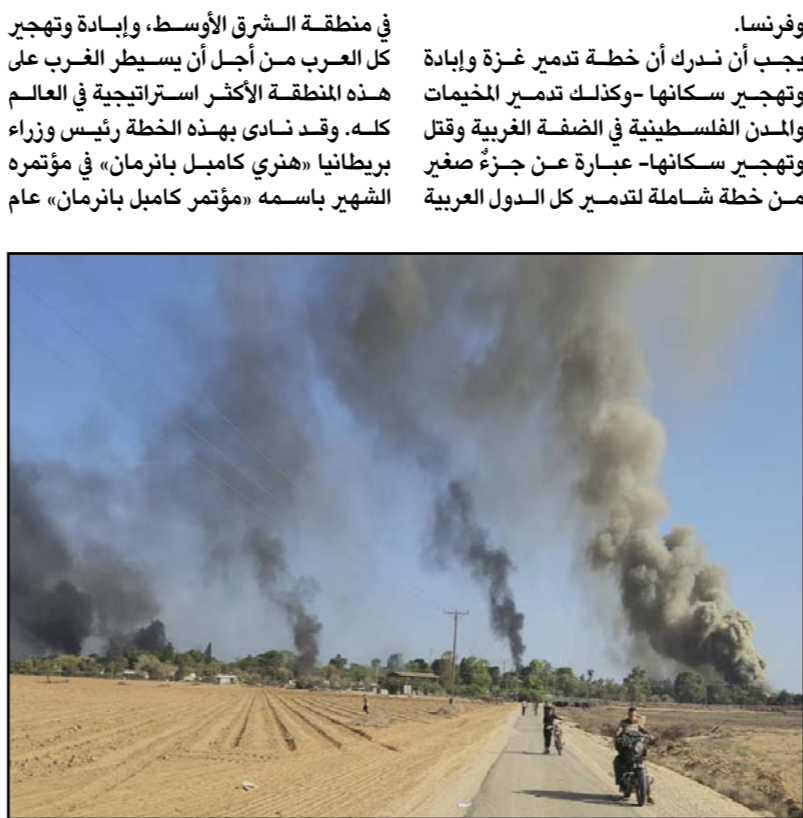 وفرنسا.
يجب أن ندرك أن خطة تدمير غزة وإبادة
وتهجير سكانها -وكذلك تدمير المخيمات
والمدن الفلسطينية في الضفة الغربية وقتل
وتهجير سكانها- عبارة عن جزءٌ صغير
من خطة شاملة لتدمير كل الدول العربية
في منطقة الشرق الأوسط، وإبادة وتهجير
كل العرب من أجل أن يسيطر الغرب على
هذه المنطقة الأكثر استراتيجية في العالم
كله. وقد نادى بهذه الخطة رئيس وزراء
بريطانيا «هنري كامبل بانرمان» في مؤتمره
الشهير باسمه «مؤتمر كامبل بانرمان» عام